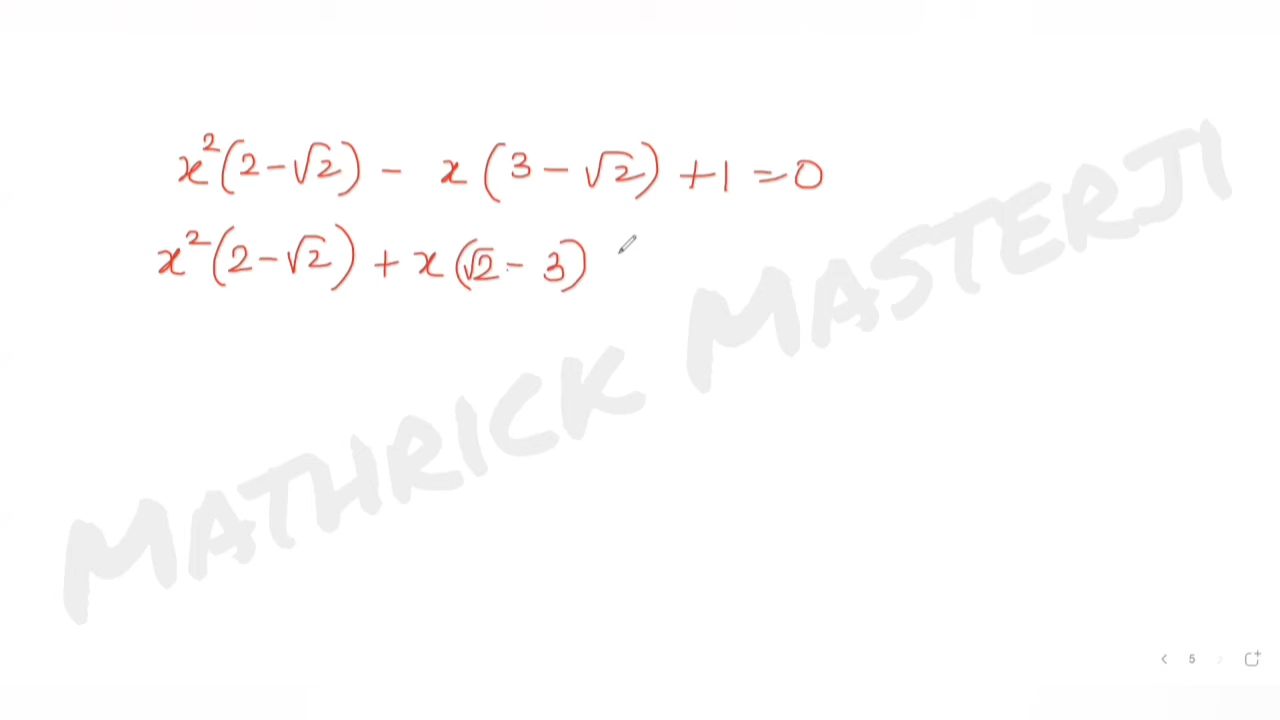 x²(2-√2) - x(3-√2) +1=0
x²(2-√2) + x(√2-3)
MATHRICK MASTERJI
< 5 >